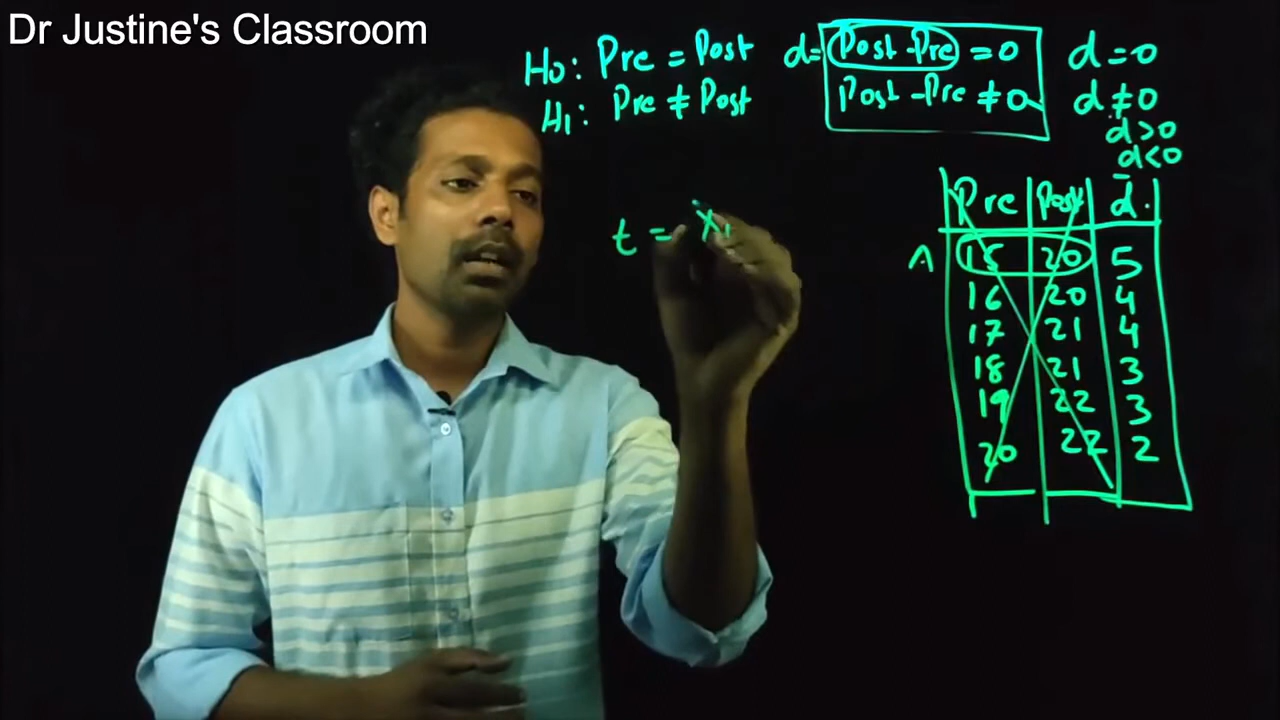 Dr Justine's Classroom
H0: Pre = Post
H1: Pre ≠ Post
d= Post - Pre = 0
Post - Pre ≠ 0
d = 0
d ≠ 0
d > 0
d < 0
t = X1
Pre Post d̄.
A 15 20 5
16 20 4
17 21 4
18 21 3
19 22 3
20 22 2